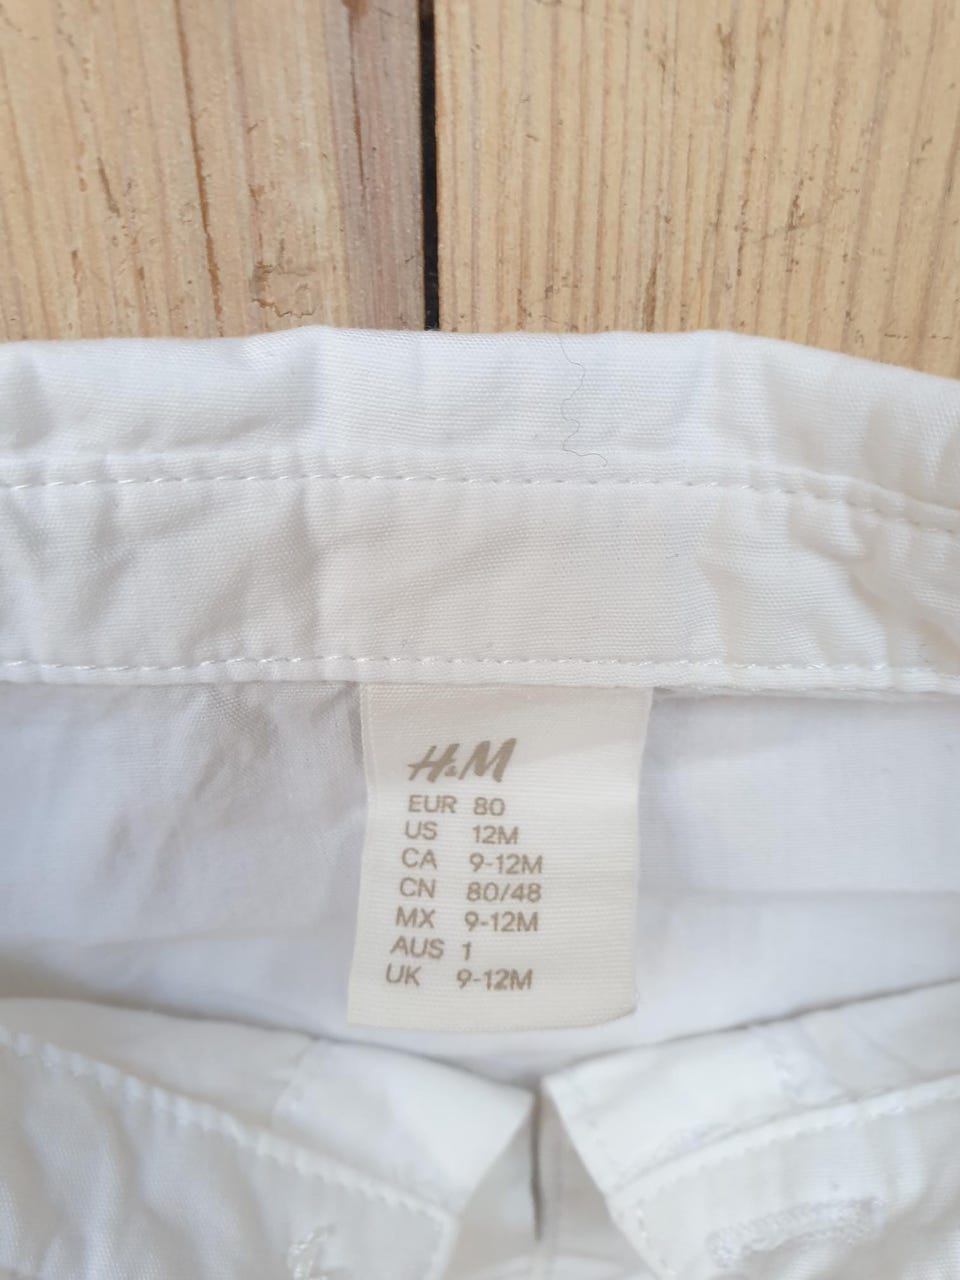 H&M
EUR 80
US 12M
CA 9-12M
CN 80/48
MX 9-12M
AUS 1
UK 9-12M